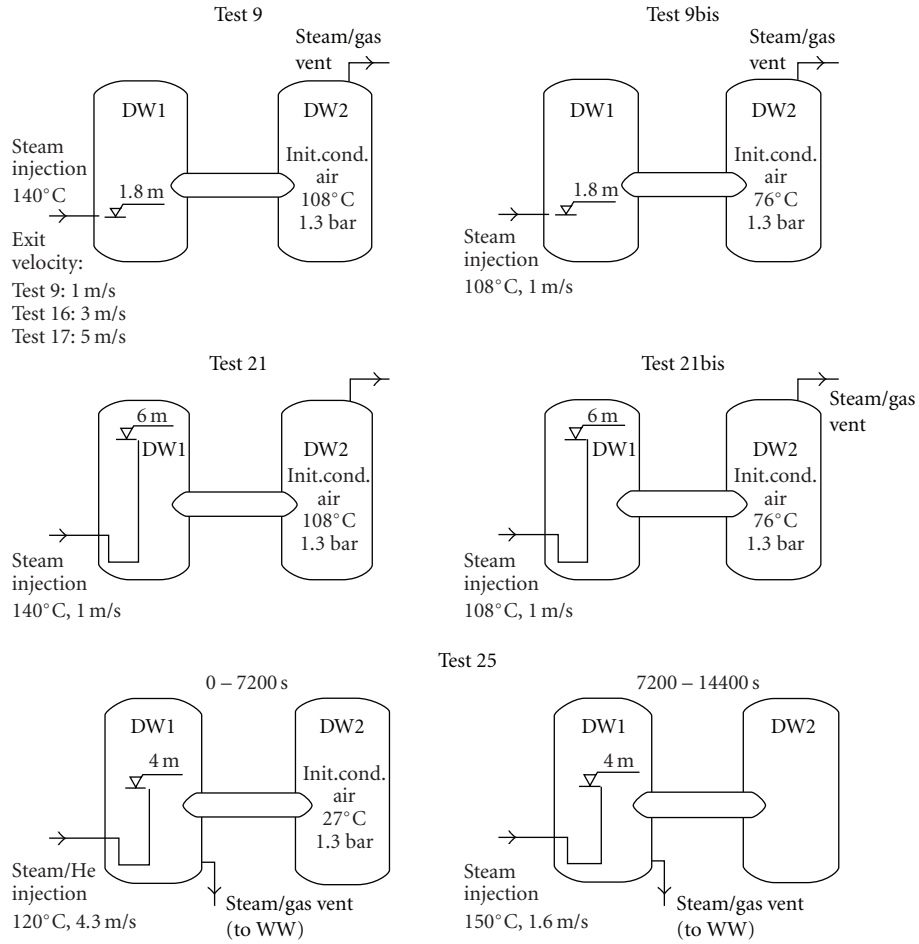 Test 9
Steam/gas
vent
DW1
DW2
Steam
injection
140°C
1.8 m
Init.cond.
air
108°C
1.3 bar
Exit
velocity:
Test 9: 1 m/s
Test 16: 3 m/s
Test 17: 5 m/s
Test 9bis
Steam/gas
vent
DW1
DW2
1.8 m
Init.cond.
air
76°C
1.3 bar
Steam
injection
108°C, 1 m/s
Test 21
6 m
DW1
DW2
Init.cond.
air
108°C
1.3 bar
Steam
injection
140°C, 1 m/s
Test 21bis
Steam/gas
vent
6 m
DW1
DW2
Init.cond.
air
76°C
1.3 bar
Steam
injection
108°C, 1 m/s
Test 25
0 – 7200 s
DW1
DW2
4 m
Init.cond.
air
27°C
1.3 bar
Steam/He
injection
120°C, 4.3 m/s
Steam/gas vent
(to WW)
7200 – 14400 s
DW1
DW2
4 m
Steam
injection
150°C, 1.6 m/s
Steam/gas vent
(to WW)